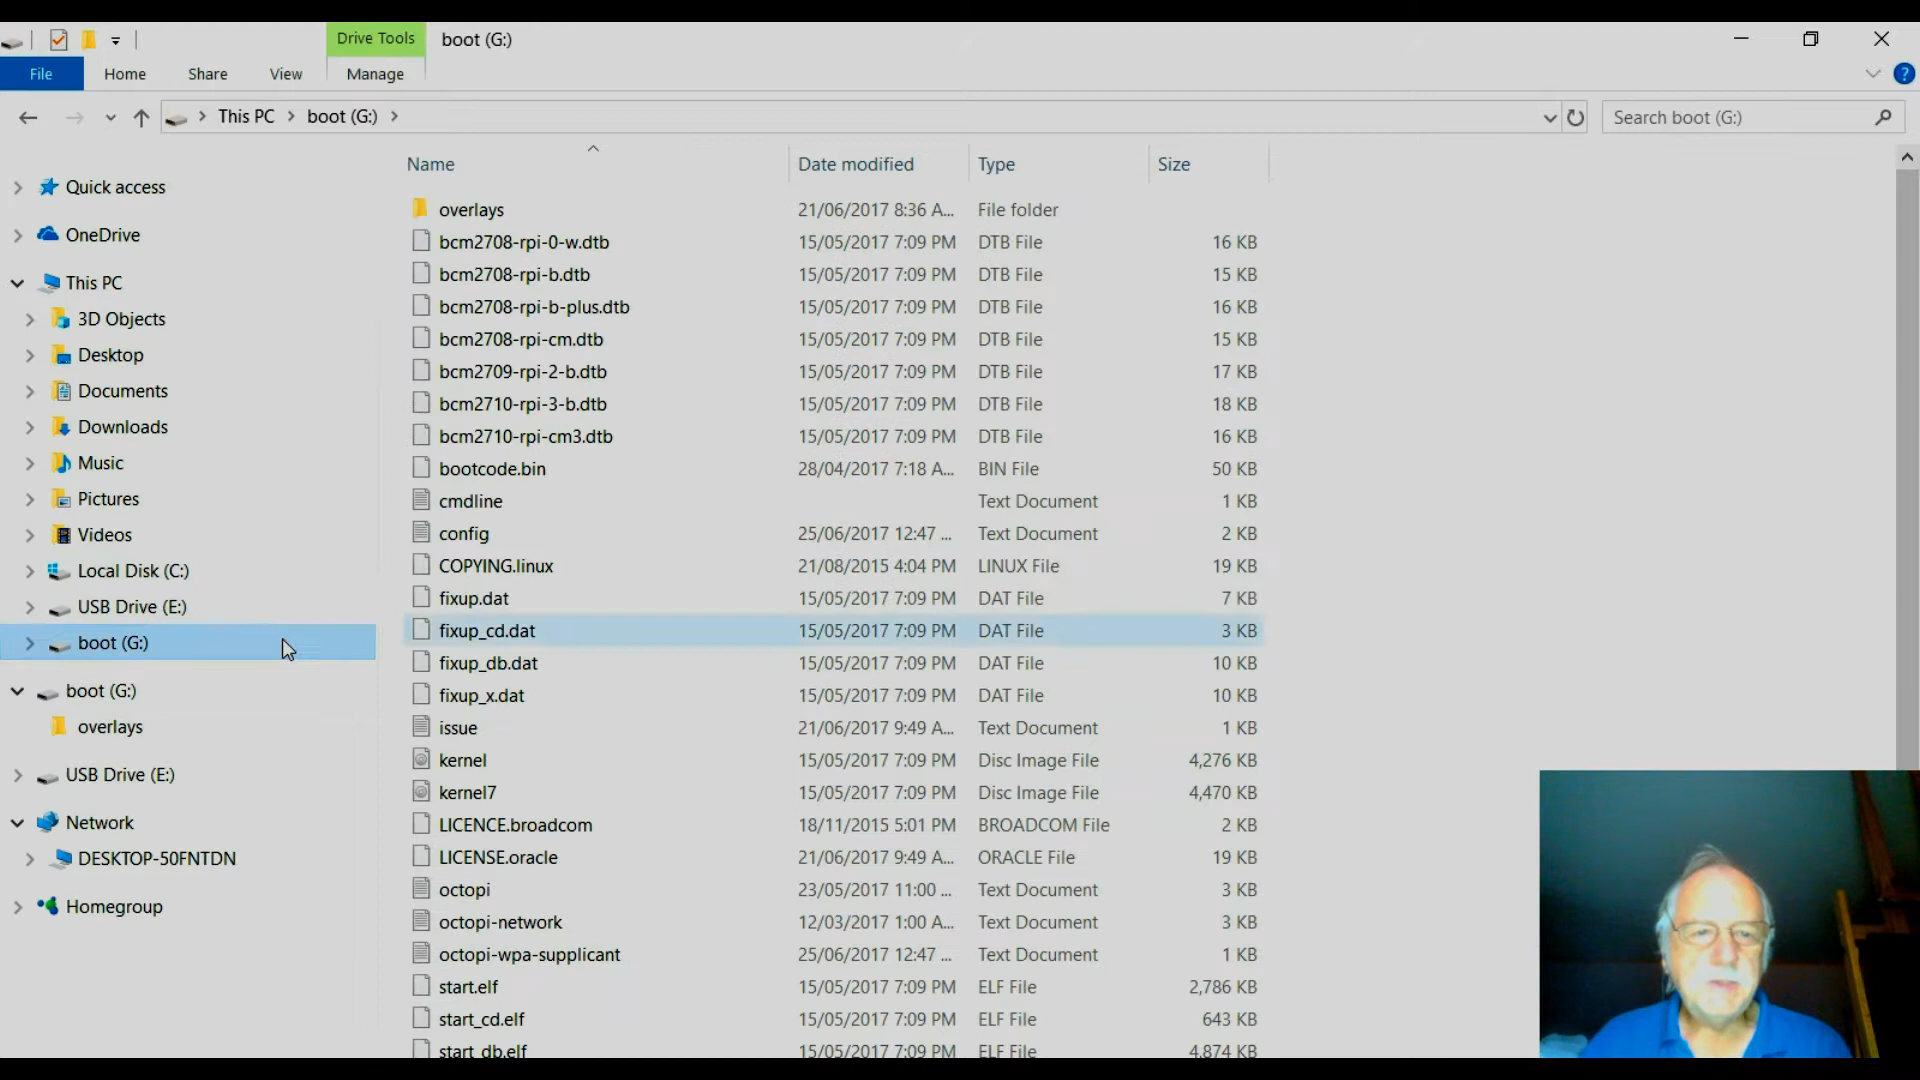 Drive Tools
boot (G:)
File
Home
Share
View
Manage
This PC
boot (G:)
Search boot (G:)
Name
Date modified
Type
Size
Quick access
OneDrive
This PC
3D Objects
Desktop
Documents
Downloads
Music
Pictures
Videos
Local Disk (C:)
USB Drive (E:)
boot (G:)
boot (G:)
overlays
USB Drive (E:)
Network
DESKTOP-50FNTDN
Homegroup
overlays 21/06/2017 8:36 A... File folder
bcm2708-rpi-0-w.dtb 15/05/2017 7:09 PM DTB File 16 KB
bcm2708-rpi-b.dtb 15/05/2017 7:09 PM DTB File 15 KB
bcm2708-rpi-b-plus.dtb 15/05/2017 7:09 PM DTB File 16 KB
bcm2708-rpi-cm.dtb 15/05/2017 7:09 PM DTB File 15 KB
bcm2709-rpi-2-b.dtb 15/05/2017 7:09 PM DTB File 17 KB
bcm2710-rpi-3-b.dtb 15/05/2017 7:09 PM DTB File 18 KB
bcm2710-rpi-cm3.dtb 15/05/2017 7:09 PM DTB File 16 KB
bootcode.bin 28/04/2017 7:18 A... BIN File 50 KB
cmdline Text Document 1 KB
config 25/06/2017 12:47 ... Text Document 2 KB
COPYING.linux 21/08/2015 4:04 PM LINUX File 19 KB
fixup.dat 15/05/2017 7:09 PM DAT File 7 KB
fixup_cd.dat 15/05/2017 7:09 PM DAT File 3 KB
fixup_db.dat 15/05/2017 7:09 PM DAT File 10 KB
fixup_x.dat 15/05/2017 7:09 PM DAT File 10 KB
issue 21/06/2017 9:49 A... Text Document 1 KB
kernel 15/05/2017 7:09 PM Disc Image File 4,276 KB
kernel7 15/05/2017 7:09 PM Disc Image File 4,470 KB
LICENCE.broadcom 18/11/2015 5:01 PM BROADCOM File 2 KB
LICENSE.oracle 21/06/2017 9:49 A... ORACLE File 19 KB
octopi 23/05/2017 11:00 ... Text Document 3 KB
octopi-network 12/03/2017 1:00 A... Text Document 3 KB
octopi-wpa-supplicant 25/06/2017 12:47 ... Text Document 1 KB
start.elf 15/05/2017 7:09 PM ELF File 2,786 KB
start_cd.elf 15/05/2017 7:09 PM ELF File 643 KB
start_db.elf 15/05/2017 7:09 PM ELF File 4,874 KB